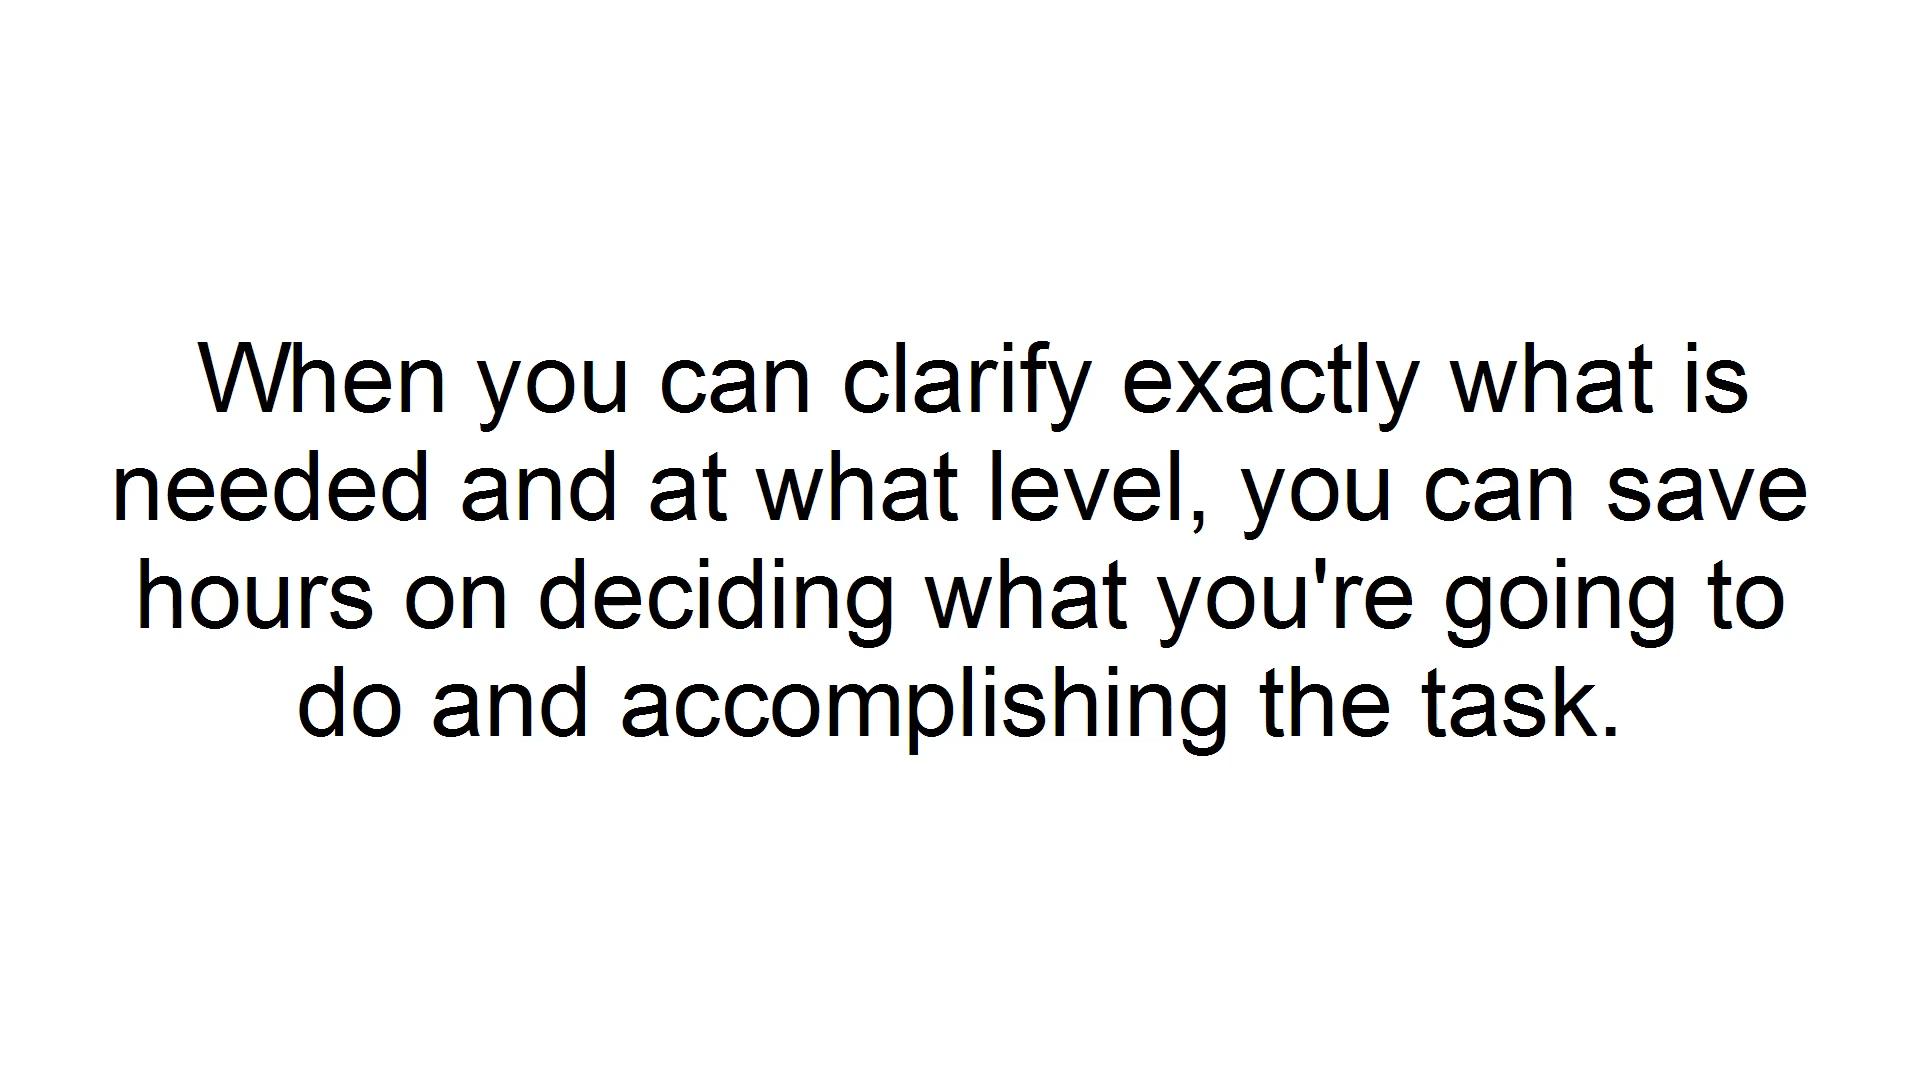 When you can clarify exactly what is
needed and at what level, you can save
hours on deciding what you're going to
do and accomplishing the task.